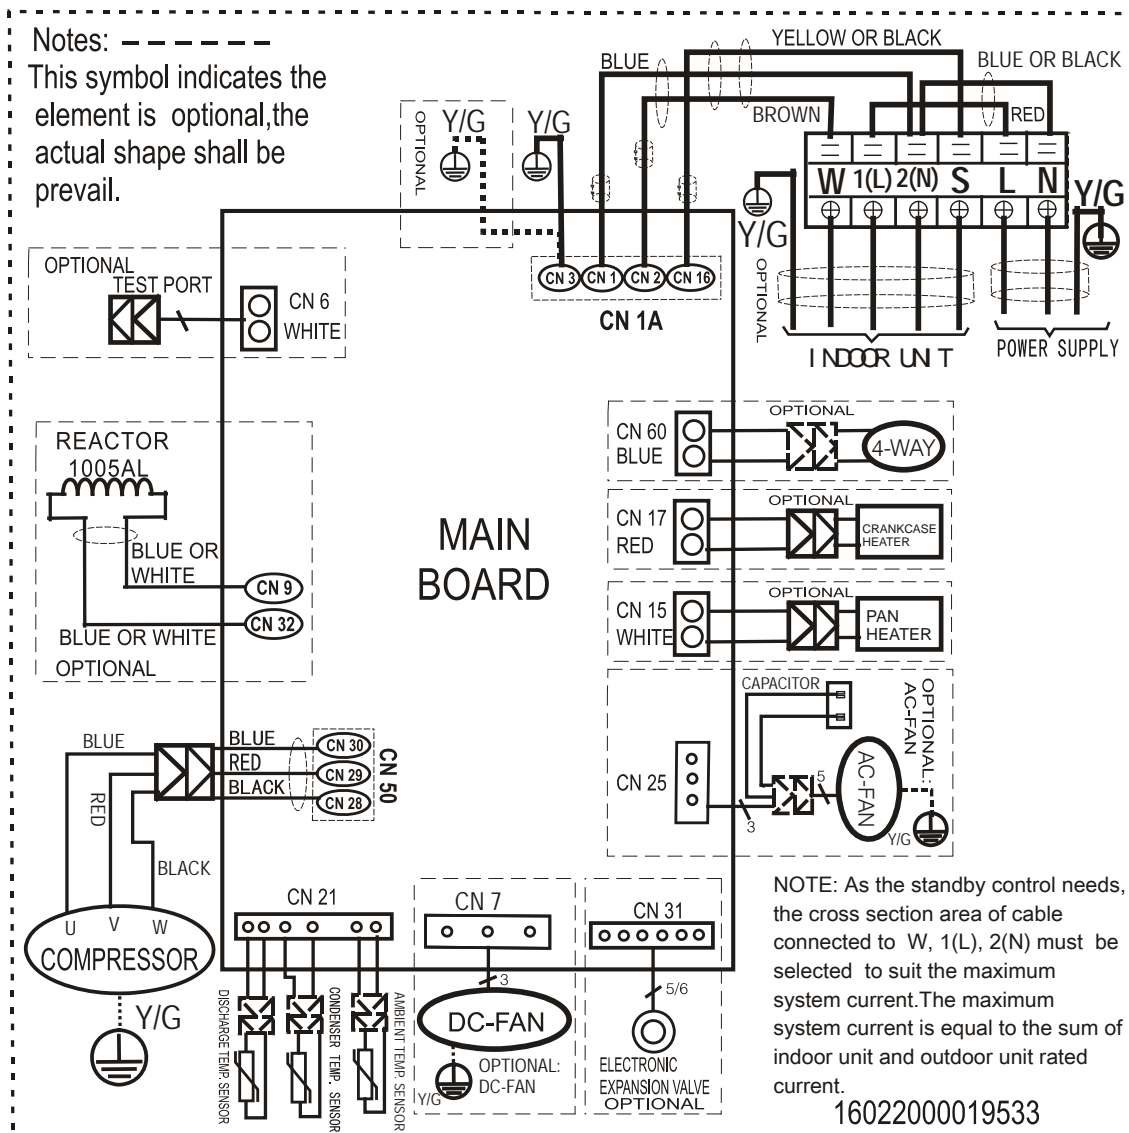 Notes:
This symbol indicates the
element is optional,the
actual shape shall be
prevail.
OPTIONAL
Y/G
Y/G
BLUE
YELLOW OR BLACK
BLUE OR BLACK
BROWN
RED
W 1(L) 2(N) S L N
Y/G
Y/G
OPTIONAL
INDOOR UNIT
POWER SUPPLY
CN 3
CN 1
CN 2
CN 16
CN 1A
OPTIONAL
TEST PORT
CN 6
WHITE
REACTOR
1005AL
BLUE OR
WHITE
CN 9
CN 32
BLUE OR WHITE
OPTIONAL
MAIN
BOARD
OPTIONAL
CN 60
BLUE
4-WAY
OPTIONAL
CN 17
RED
CRANKCASE
HEATER
OPTIONAL
CN 15
WHITE
PAN
HEATER
CAPACITOR
OPTIONAL:
AC-FAN
CN 25
3
5
AC-FAN
Y/G
BLUE
RED
BLACK
BLUE
RED
BLACK
CN 30
CN 29
CN 28
CN 50
U V W
COMPRESSOR
Y/G
CN 21
DISCHARGE TEMP. SENSOR
CONDENSER TEMP. SENSOR
AMBIENT TEMP. SENSOR
CN 7
3
DC-FAN
Y/G
OPTIONAL:
DC-FAN
CN 31
5/6
ELECTRONIC
EXPANSION VALVE
OPTIONAL
NOTE: As the standby control needs,
the cross section area of cable
connected to W, 1(L), 2(N) must be
selected to suit the maximum
system current.The maximum
system current is equal to the sum of
indoor unit and outdoor unit rated
current.
16022000019533